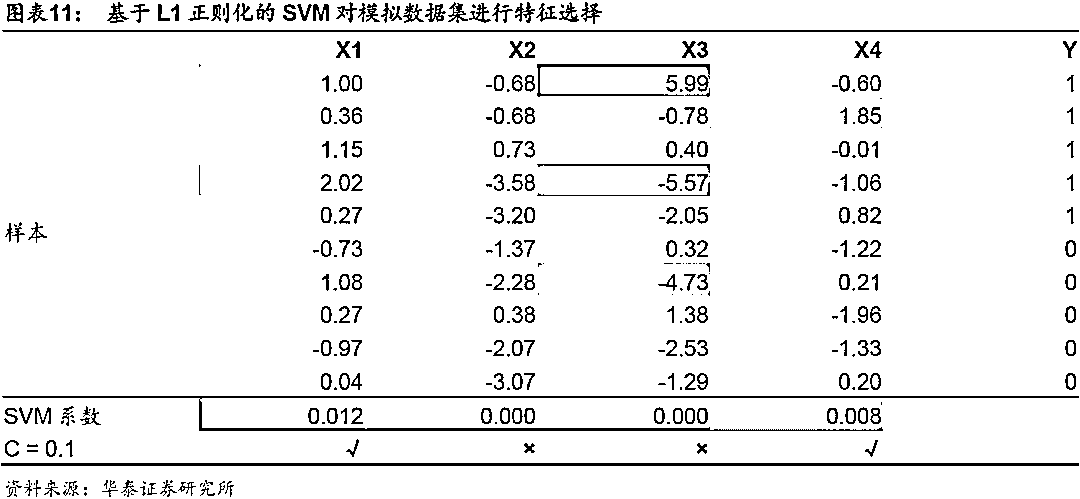 图表11： 基于 L1 正则化的 SVM 对模拟数据集进行特征选择
X1 X2 X3 X4 Y
1.00 -0.68 5.99 -0.60 1
0.36 -0.68 -0.78 1.85 1
1.15 0.73 0.40 -0.01 1
2.02 -3.58 -5.57 -1.06 1
0.27 -3.20 -2.05 0.82 1
样本
-0.73 -1.37 0.32 -1.22 0
1.08 -2.28 -4.73 0.21 0
0.27 0.38 1.38 -1.96 0
-0.97 -2.07 -2.53 -1.33 0
0.04 -3.07 -1.29 0.20 0
SVM 系数 0.012 0.000 0.000 0.008
C = 0.1 √ × × √
资料来源：华泰证券研究所